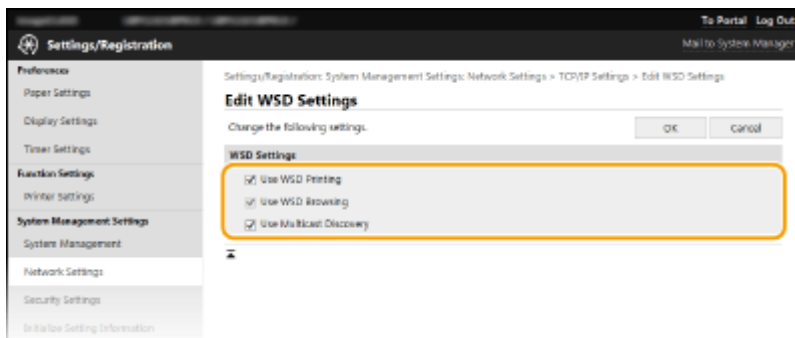 To Portal Log Out
Settings/Registration
Mail to System Manager
Preferences
Paper Settings
Display Settings
Timer Settings
Function Settings
Printer Settings
System Management Settings
System Management
Network Settings
Security Settings
Initialize Setting Information
Settings/Registration: System Management Settings: Network Settings > TCP/IP Settings > Edit WSD Settings
Edit WSD Settings
Change the following settings.
OK
Cancel
WSD Settings
Use WSD Printing
Use WSD Browsing
Use Multicast Discovery